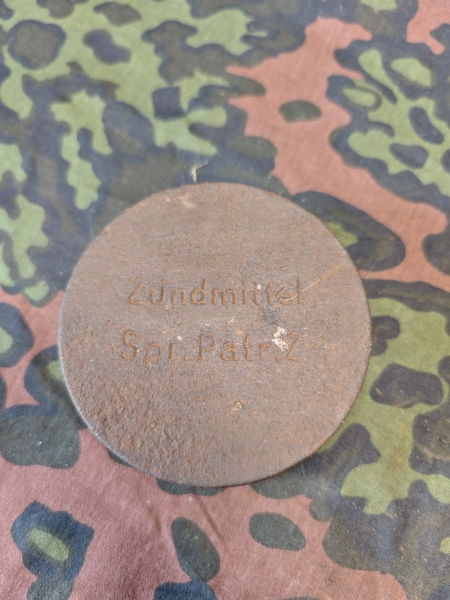 Zündmittel
Spr. Patr. Z